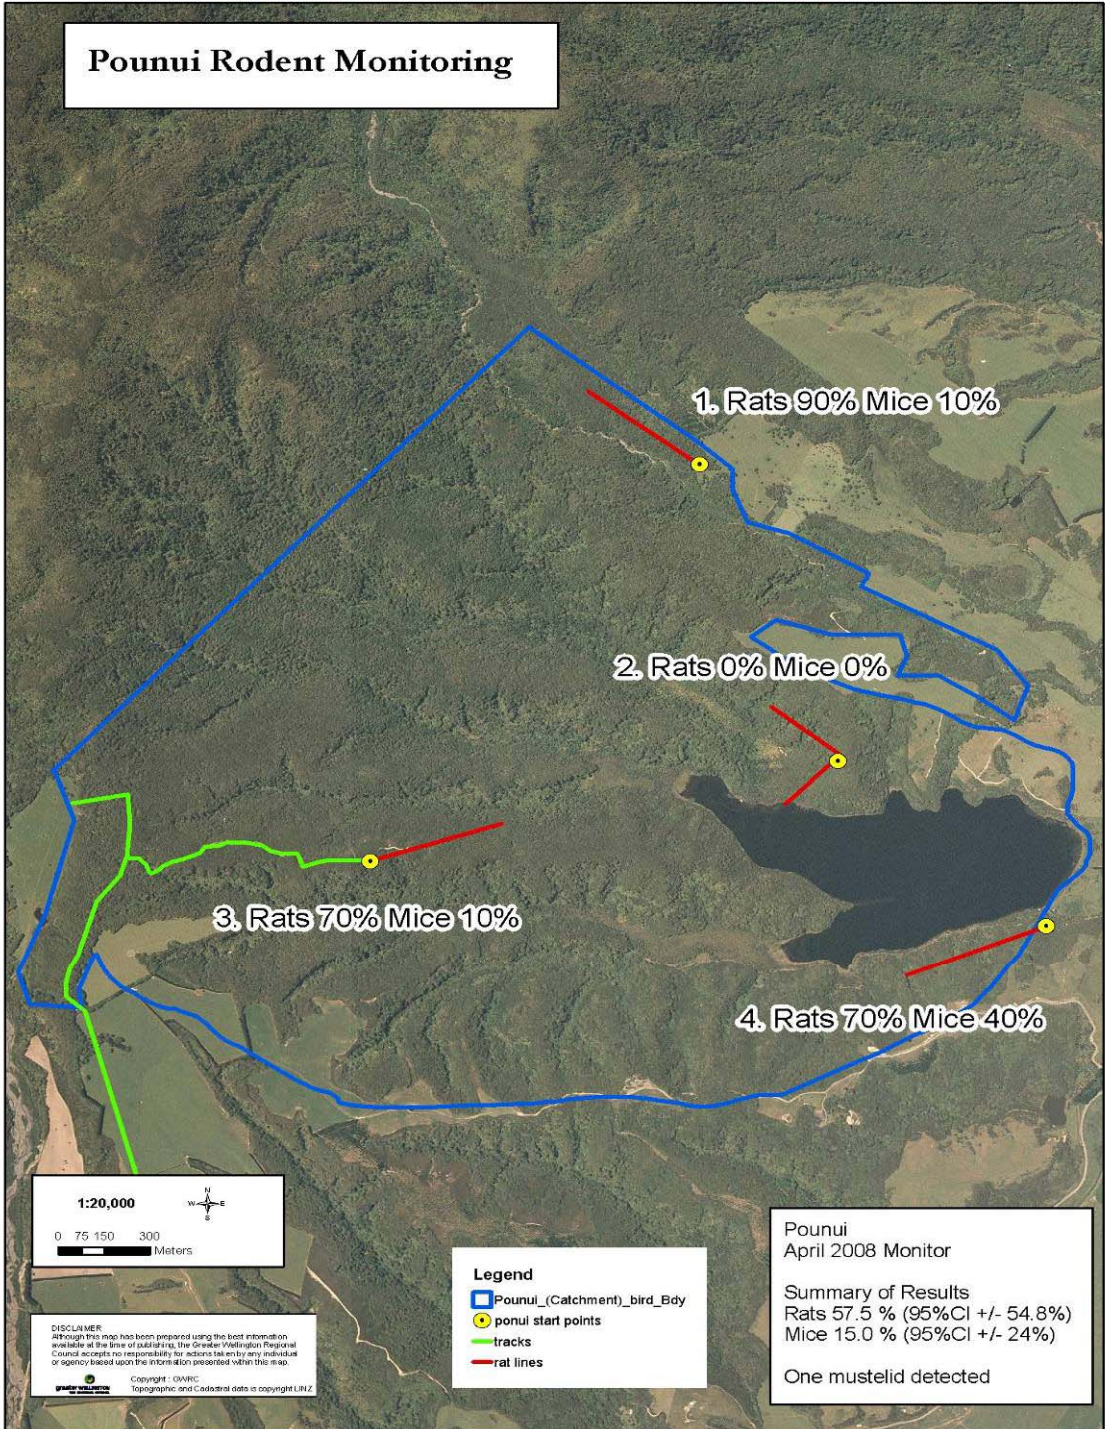 Pounui Rodent Monitoring
1. Rats 90% Mice 10%
2. Rats 0% Mice 0%
3. Rats 70% Mice 10%
4. Rats 70% Mice 40%
1:20,000
N
W E
S
0 75 150 300
Meters
Legend
Pounui_(Catchment)_bird_Bdy
ponui start points
tracks
rat lines
Pounui
April 2008 Monitor
Summary of Results
Rats 57.5 % (95%CI +/- 54.8%)
Mice 15.0 % (95%CI +/- 24%)
One mustelid detected
DISCLAIMER
Although this map has been prepared using the best information
available at the time of publishing, the Greater Wellington Regional
Council accepts no responsibility for actions taken by any individual
or agency based upon the information presented within this map.
greater WELLINGTON
Copyright : GWRC
Topographic and Cadastral data is copyright LINZ